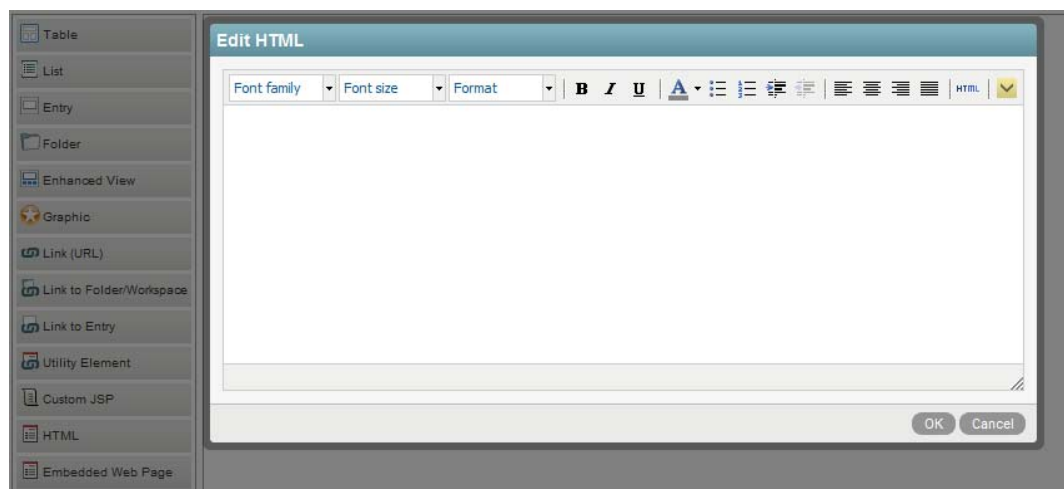 Table
List
Entry
Folder
Enhanced View
Graphic
Link (URL)
Link to Folder/Workspace
Link to Entry
Utility Element
Custom JSP
HTML
Embedded Web Page
Edit HTML
Font family Font size Format B I U A HTML
OK Cancel